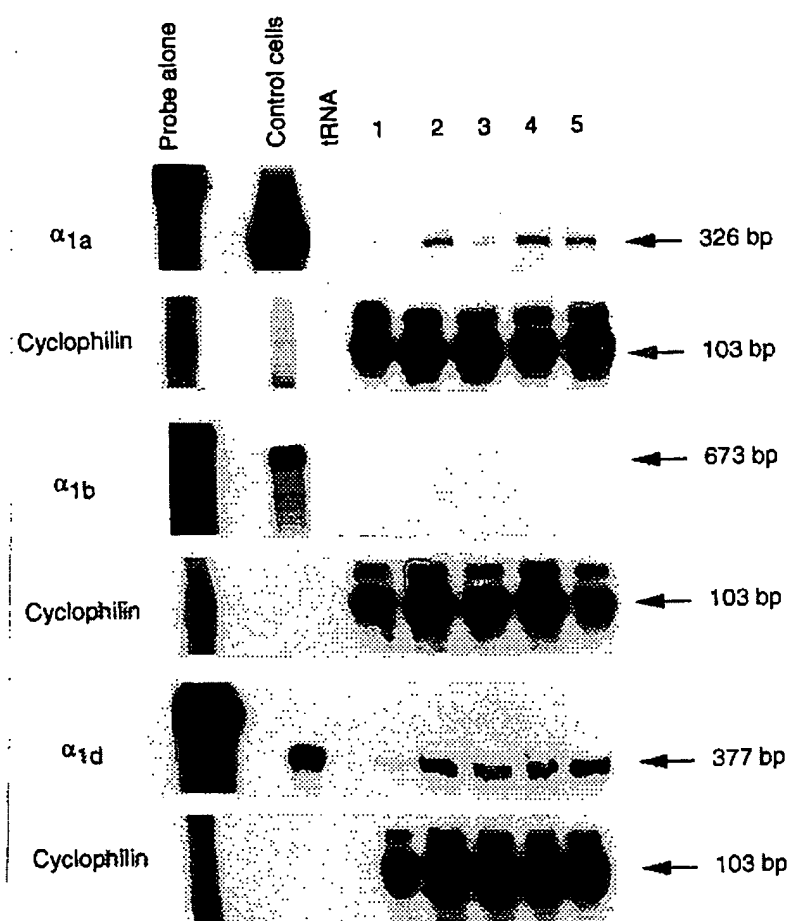 Probe alone
Control cells
tRNA
1 2 3 4 5
α1a
326 bp
Cyclophilin
103 bp
673 bp
α1b
Cyclophilin
103 bp
α1d
377 bp
Cyclophilin
103 bp